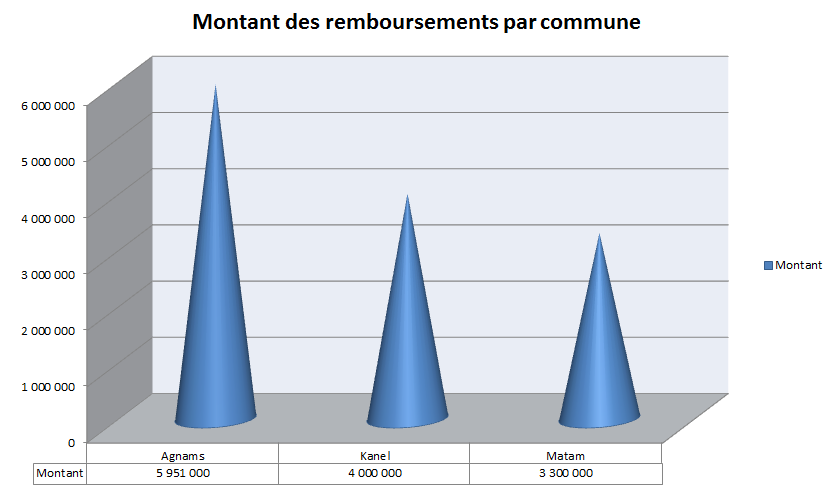 Montant des remboursements par commune
6 000 000
5 000 000
4 000 000
3 000 000
2 000 000
1 000 000
0
Montant
Agnams Kanel Matam
Montant 5 951 000 4 000 000 3 300 000